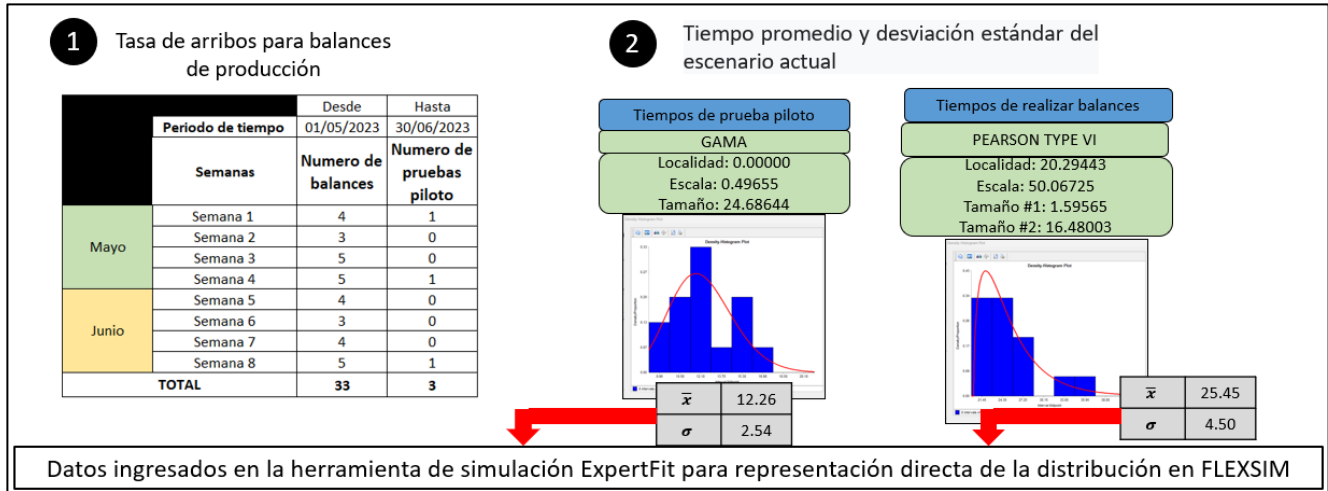 1
Tasa de arribos para balances
de producción
Desde
Hasta
Periodo de tiempo
01/05/2023
30/06/2023
Semanas
Numero de
balances
Numero de
pruebas
piloto
Mayo
Semana 1
4
1
Semana 2
3
0
Semana 3
5
0
Semana 4
5
1
Junio
Semana 5
4
0
Semana 6
3
0
Semana 7
4
0
Semana 8
5
1
TOTAL
33
3
2
Tiempo promedio y desviación estándar del
escenario actual
Tiempos de prueba piloto
GAMA
Localidad: 0.00000
Escala: 0.49655
Tamaño: 24.68644
Density Histogram Plot
x̅
12.26
σ
2.54
Tiempos de realizar balances
PEARSON TYPE VI
Localidad: 20.29443
Escala: 50.06725
Tamaño #1: 1.59565
Tamaño #2: 16.48003
Density Histogram Plot
x̅
25.45
σ
4.50
Datos ingresados en la herramienta de simulación ExpertFit para representación directa de la distribución en FLEXSIM